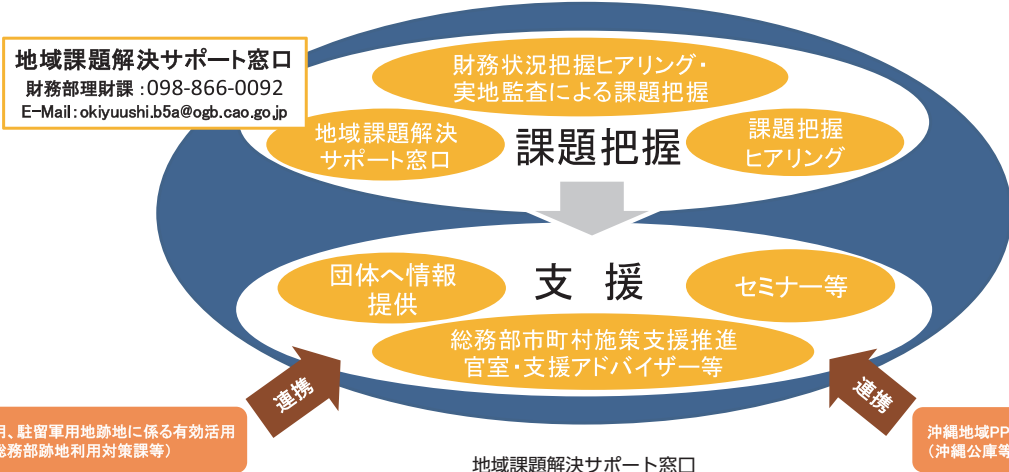 地域課題解決サポート窓口
財務部理財課:098-866-0092
E-Mail:okiyuushi.b5a@ogb.cao.go.jp
財務状況把握ヒアリング・
実地監査による課題把握
地域課題解決
サポート窓口
課題把握
課題把握
ヒアリング
団体へ情報
提供
支 援
セミナー等
総務部市町村施策支援推進
官室・支援アドバイザー等
連携
連携
用、駐留軍用地跡地に係る有効活用
総務部跡地利用対策課等)
沖縄地域PP
(沖縄公庫等
地域課題解決サポート窓口